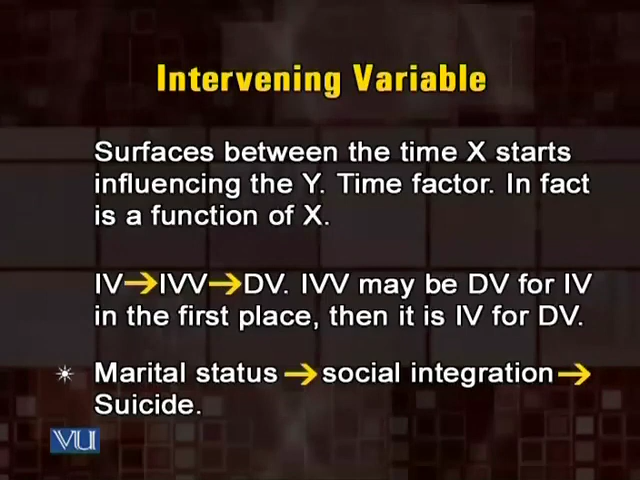 Intervening Variable
Surfaces between the time X starts
influencing the Y. Time factor. In fact
is a function of X.
IV➔IVV➔DV. IVV may be DV for IV
in the first place, then it is IV for DV.
Marital status ➔ social integration ➔
Suicide.
VU